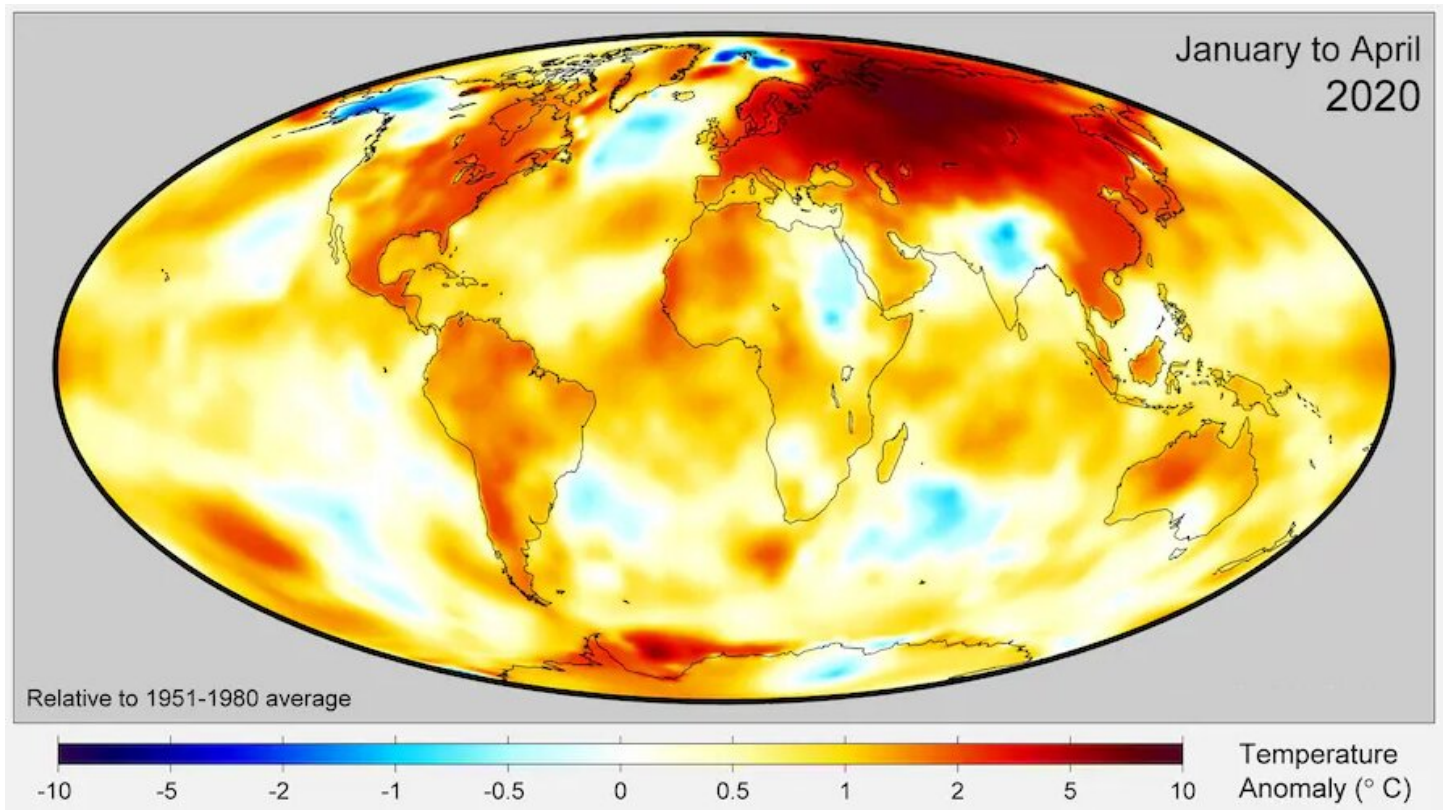 January to April
2020
Relative to 1951-1980 average
-10 -5 -2 -1 -0.5 0 0.5 1 2 5 10
Temperature
Anomaly (° C)